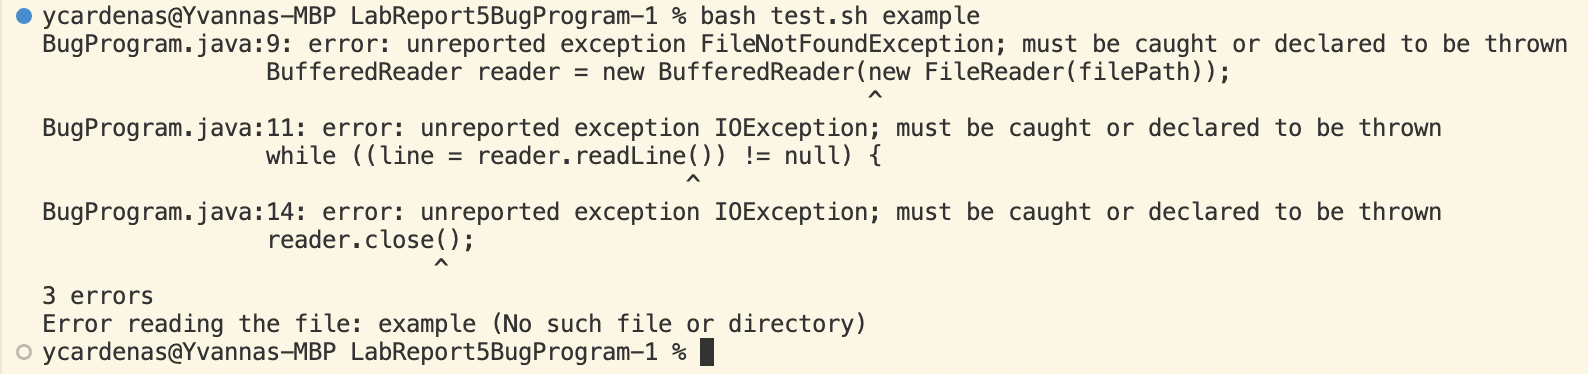 ycardenas@Yvannas-MBP LabReport5BugProgram-1 % bash test.sh example
BugProgram.java:9: error: unreported exception FileNotFoundException; must be caught or declared to be thrown
BufferedReader reader = new BufferedReader(new FileReader(filePath));
^
BugProgram.java:11: error: unreported exception IOException; must be caught or declared to be thrown
while ((line = reader.readLine()) != null) {
^
BugProgram.java:14: error: unreported exception IOException; must be caught or declared to be thrown
reader.close();
^
3 errors
Error reading the file: example (No such file or directory)
ycardenas@Yvannas-MBP LabReport5BugProgram-1 %